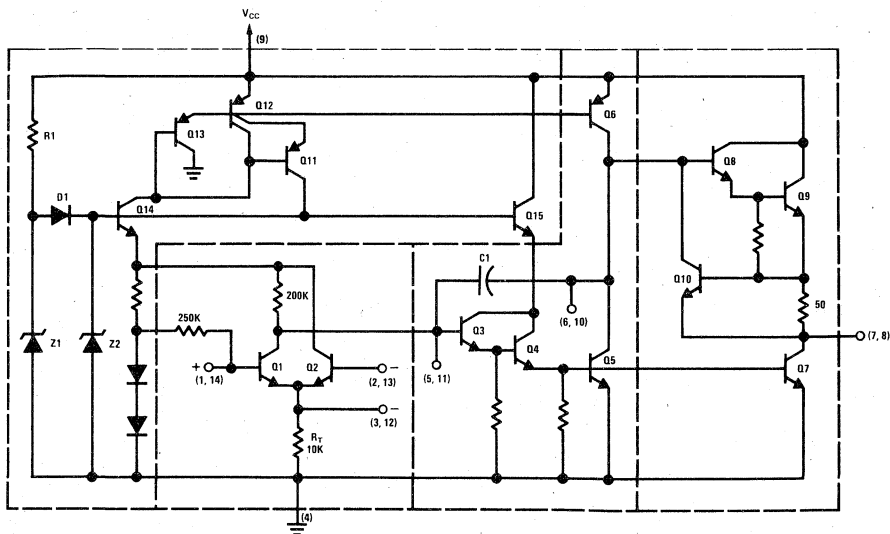 VCC
(9)
Q12
Q6
Q13
R1
Q11
Q8
D1
Q14
Q15
Q9
C1
Q10
200K
250K
(6, 10)
50
Z1
Z2
Q3
(7, 8)
+
(1, 14)
Q1
Q2
−
(2, 13)
(5, 11)
Q4
Q5
Q7
−
(3, 12)
RT
10K
(4)